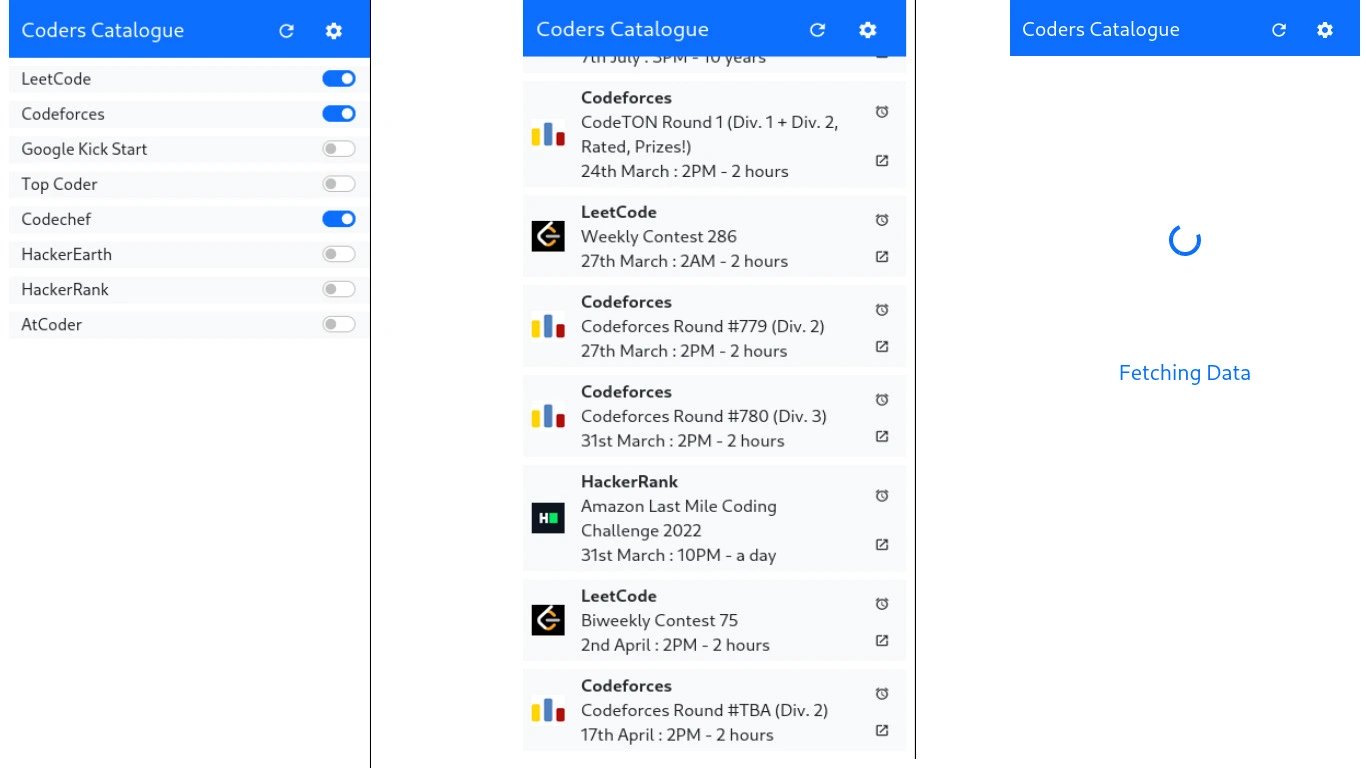 Coders Catalogue
LeetCode
Codeforces
Google Kick Start
Top Coder
Codechef
HackerEarth
HackerRank
AtCoder
Coders Catalogue
7th July : 5PM - 10 years
Codeforces
CodeTON Round 1 (Div. 1 + Div. 2,
Rated, Prizes!)
24th March : 2PM - 2 hours
LeetCode
Weekly Contest 286
27th March : 2AM - 2 hours
Codeforces
Codeforces Round #779 (Div. 2)
27th March : 2PM - 2 hours
Codeforces
Codeforces Round #780 (Div. 3)
31st March : 2PM - 2 hours
HackerRank
Amazon Last Mile Coding
Challenge 2022
31st March : 10PM - a day
H
LeetCode
Biweekly Contest 75
2nd April : 2PM - 2 hours
Codeforces
Codeforces Round #TBA (Div. 2)
17th April : 2PM - 2 hours
Coders Catalogue
Fetching Data